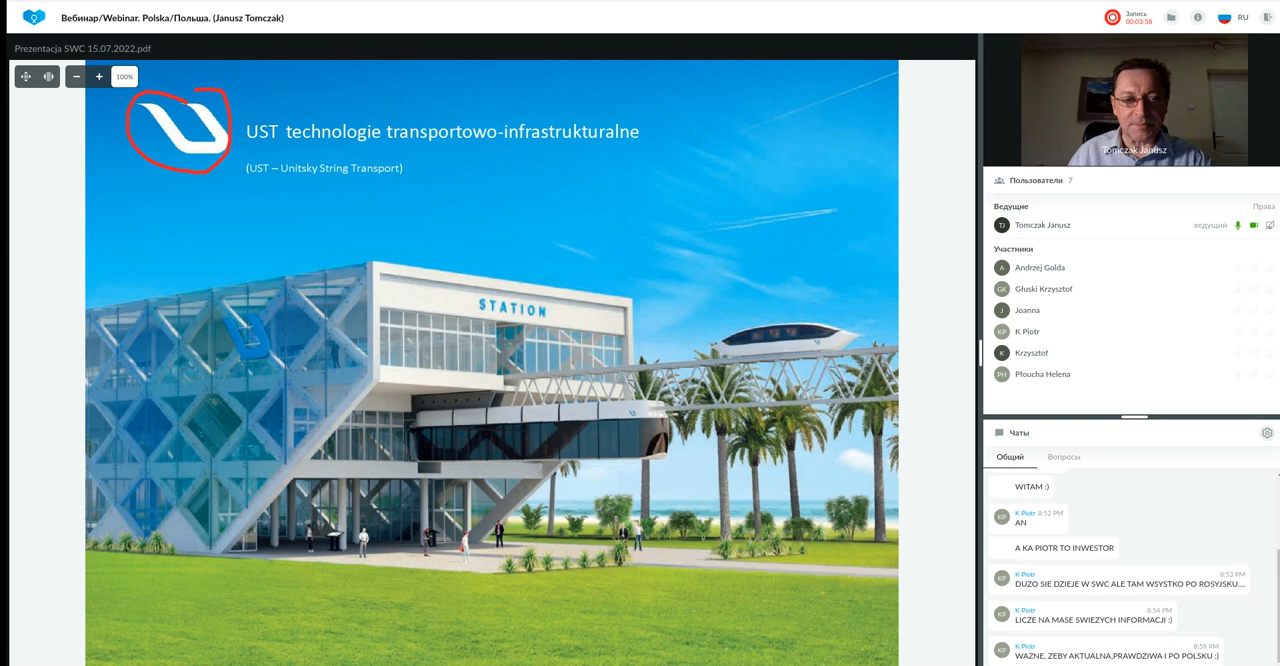 Вебинар/Webinar. Polska/Польша. (Janusz Tomczak)
Запись
00:03:58
RU
Prezentacja SWC 15.07.2022.pdf
100%
UST technologie transportowo-infrastrukturalne
(UST – Unitsky String Transport)
STATION
Tomczak Janusz
Пользователи 7
Ведущие
Права
TJ
Tomczak Janusz
ведущий
Участники
A
Andrzej Golda
GK
Głuski Krzysztof
J
Joanna
KP
K Piotr
K
Krzysztof
PH
Płoucha Helena
Чаты
Общий
Вопросы
WITAM :)
KP
K Piotr 8:52 PM
AN
A KA PIOTR TO INWESTOR
KP
K Piotr 8:53 PM
DUZO SIE DZIEJE W SWC ALE TAM WSYSTKO PO ROSYJSKU....
KP
K Piotr 8:54 PM
LICZE NA MASE SWIEZYCH INFORMACJI :)
KP
K Piotr 8:59 PM
WAZNE, ZEBY AKTUALNA,PRAWDZIWA I PO POLSKU :)